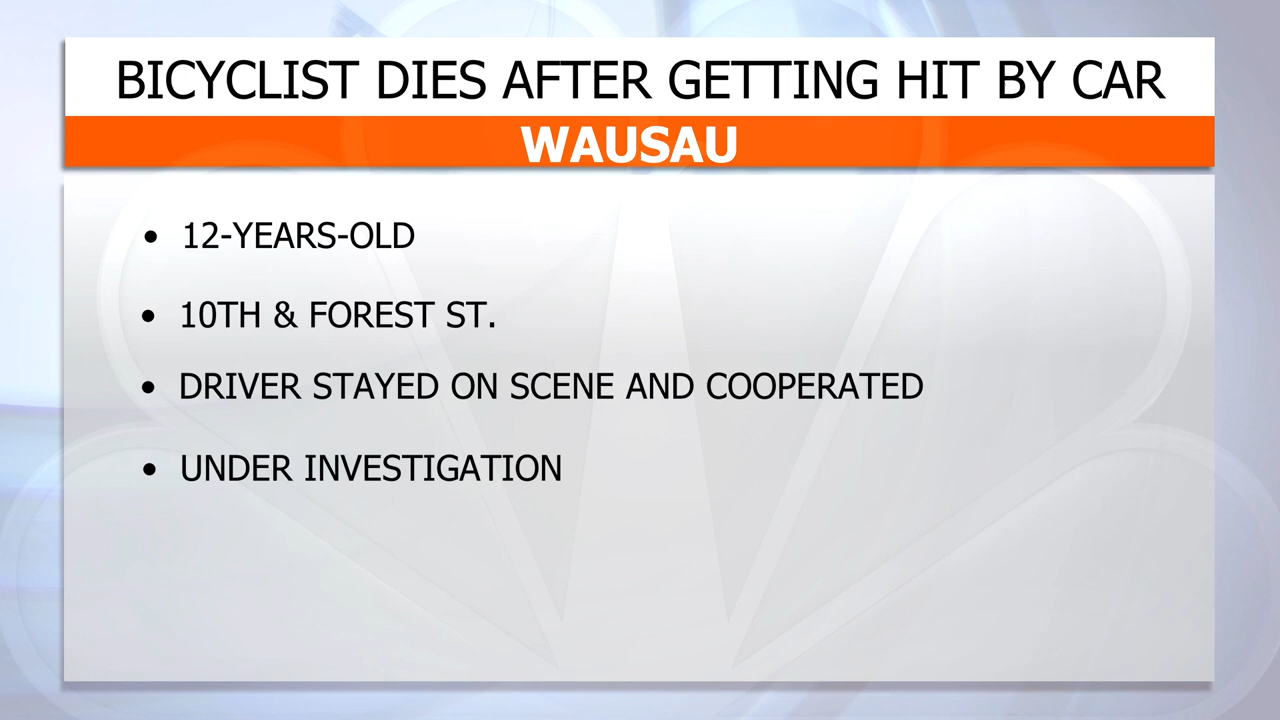 BICYCLIST DIES AFTER GETTING HIT BY CAR
WAUSAU
• 12-YEARS-OLD
• 10TH & FOREST ST.
• DRIVER STAYED ON SCENE AND COOPERATED
• UNDER INVESTIGATION